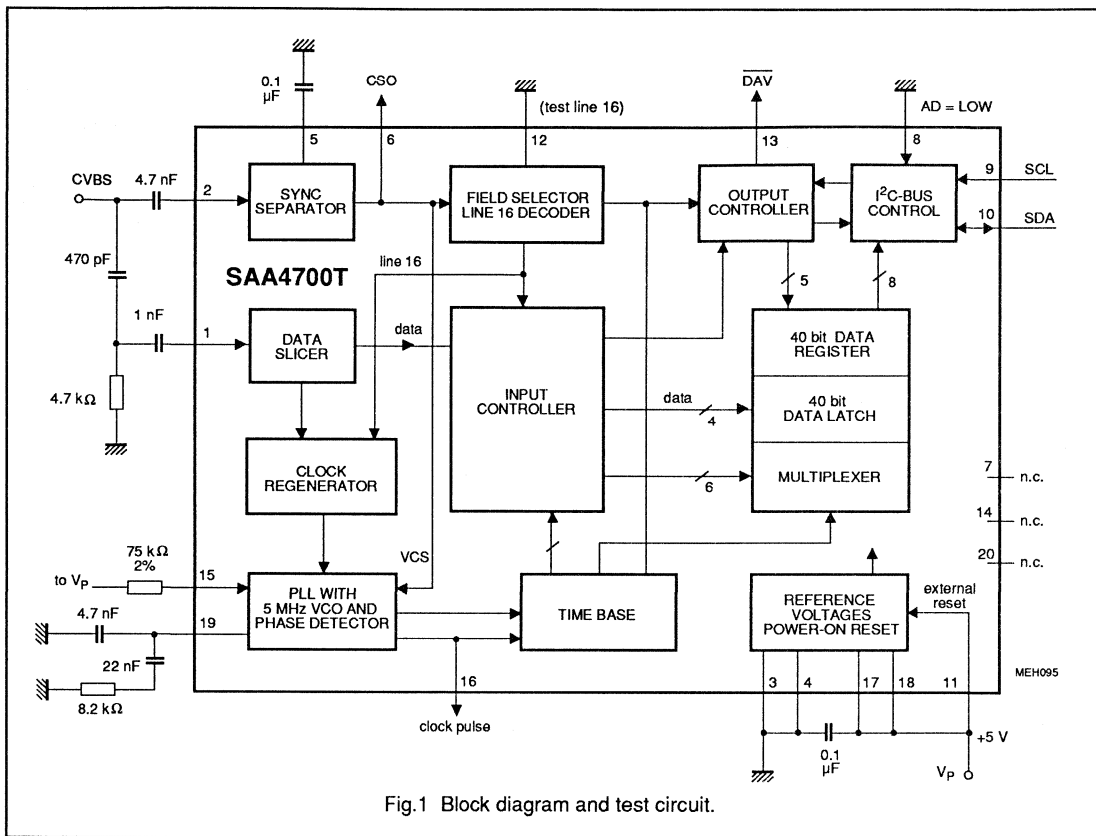 0.1
μF
CSO
(test line 16)
DAV
AD = LOW
5
6
12
13
8
CVBS
4.7 nF
2
SYNC
SEPARATOR
FIELD SELECTOR
LINE 16 DECODER
OUTPUT
CONTROLLER
I²C-BUS
CONTROL
9
SCL
10
SDA
470 pF
line 16
SAA4700T
5
8
1 nF
1
DATA
SLICER
data
40 bit DATA
REGISTER
4.7 kΩ
INPUT
CONTROLLER
data
4
40 bit
DATA LATCH
CLOCK
REGENERATOR
6
MULTIPLEXER
7
n.c.
14
n.c.
20
n.c.
75 kΩ
2%
to VP
15
VCS
PLL WITH
5 MHz VCO AND
PHASE DETECTOR
TIME BASE
REFERENCE
VOLTAGES
POWER-ON RESET
external
reset
4.7 nF
19
22 nF
8.2 kΩ
16
clock pulse
3
4
17
18
11
MEH095
0.1
μF
+5 V
VP
Fig.1 Block diagram and test circuit.